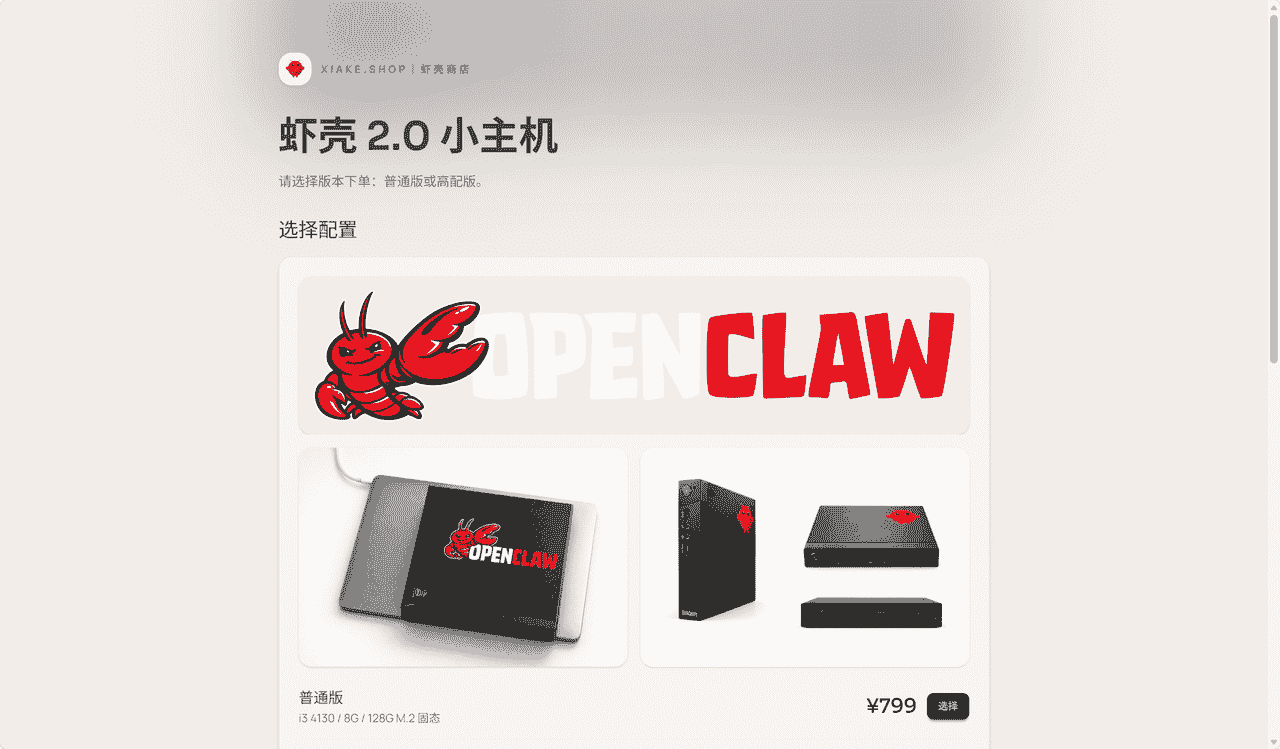 XIAKE.SHOP | 虾壳商店
虾壳 2.0 小主机
请选择版本下单：普通版或高配版。
选择配置
OPENCLAW
OPENCLAW
普通版
i3 4130 / 8G / 128G M.2 固态
¥799
选择